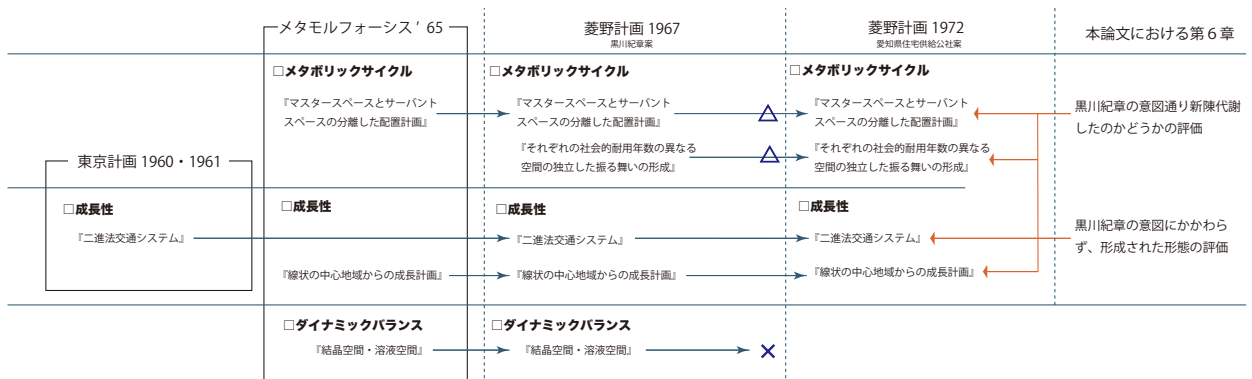 メタモルフォーシス ’65
菱野計画 1967
黒川紀章案
菱野計画 1972
愛知県住宅供給公社案
本論文における第６章
□メタボリックサイクル
□メタボリックサイクル
□メタボリックサイクル
『マスタースペースとサーバント
スペースの分離した配置計画』
『マスタースペースとサーバント
スペースの分離した配置計画』
『マスタースペースとサーバント
スペースの分離した配置計画』
黒川紀章の意図通り新陳代謝
したのかどうかの評価
『それぞれの社会的耐用年数の異なる
空間の独立した振る舞いの形成』
『それぞれの社会的耐用年数の異なる
空間の独立した振る舞いの形成』
東京計画 1960・1961
□成長性
□成長性
□成長性
□成長性
『二進法交通システム』
『二進法交通システム』
『二進法交通システム』
黒川紀章の意図にかかわら
ず、形成された形態の評価
『線状の中心地域からの成長計画』
『線状の中心地域からの成長計画』
『線状の中心地域からの成長計画』
□ダイナミックバランス
□ダイナミックバランス
『結晶空間・溶液空間』
『結晶空間・溶液空間』